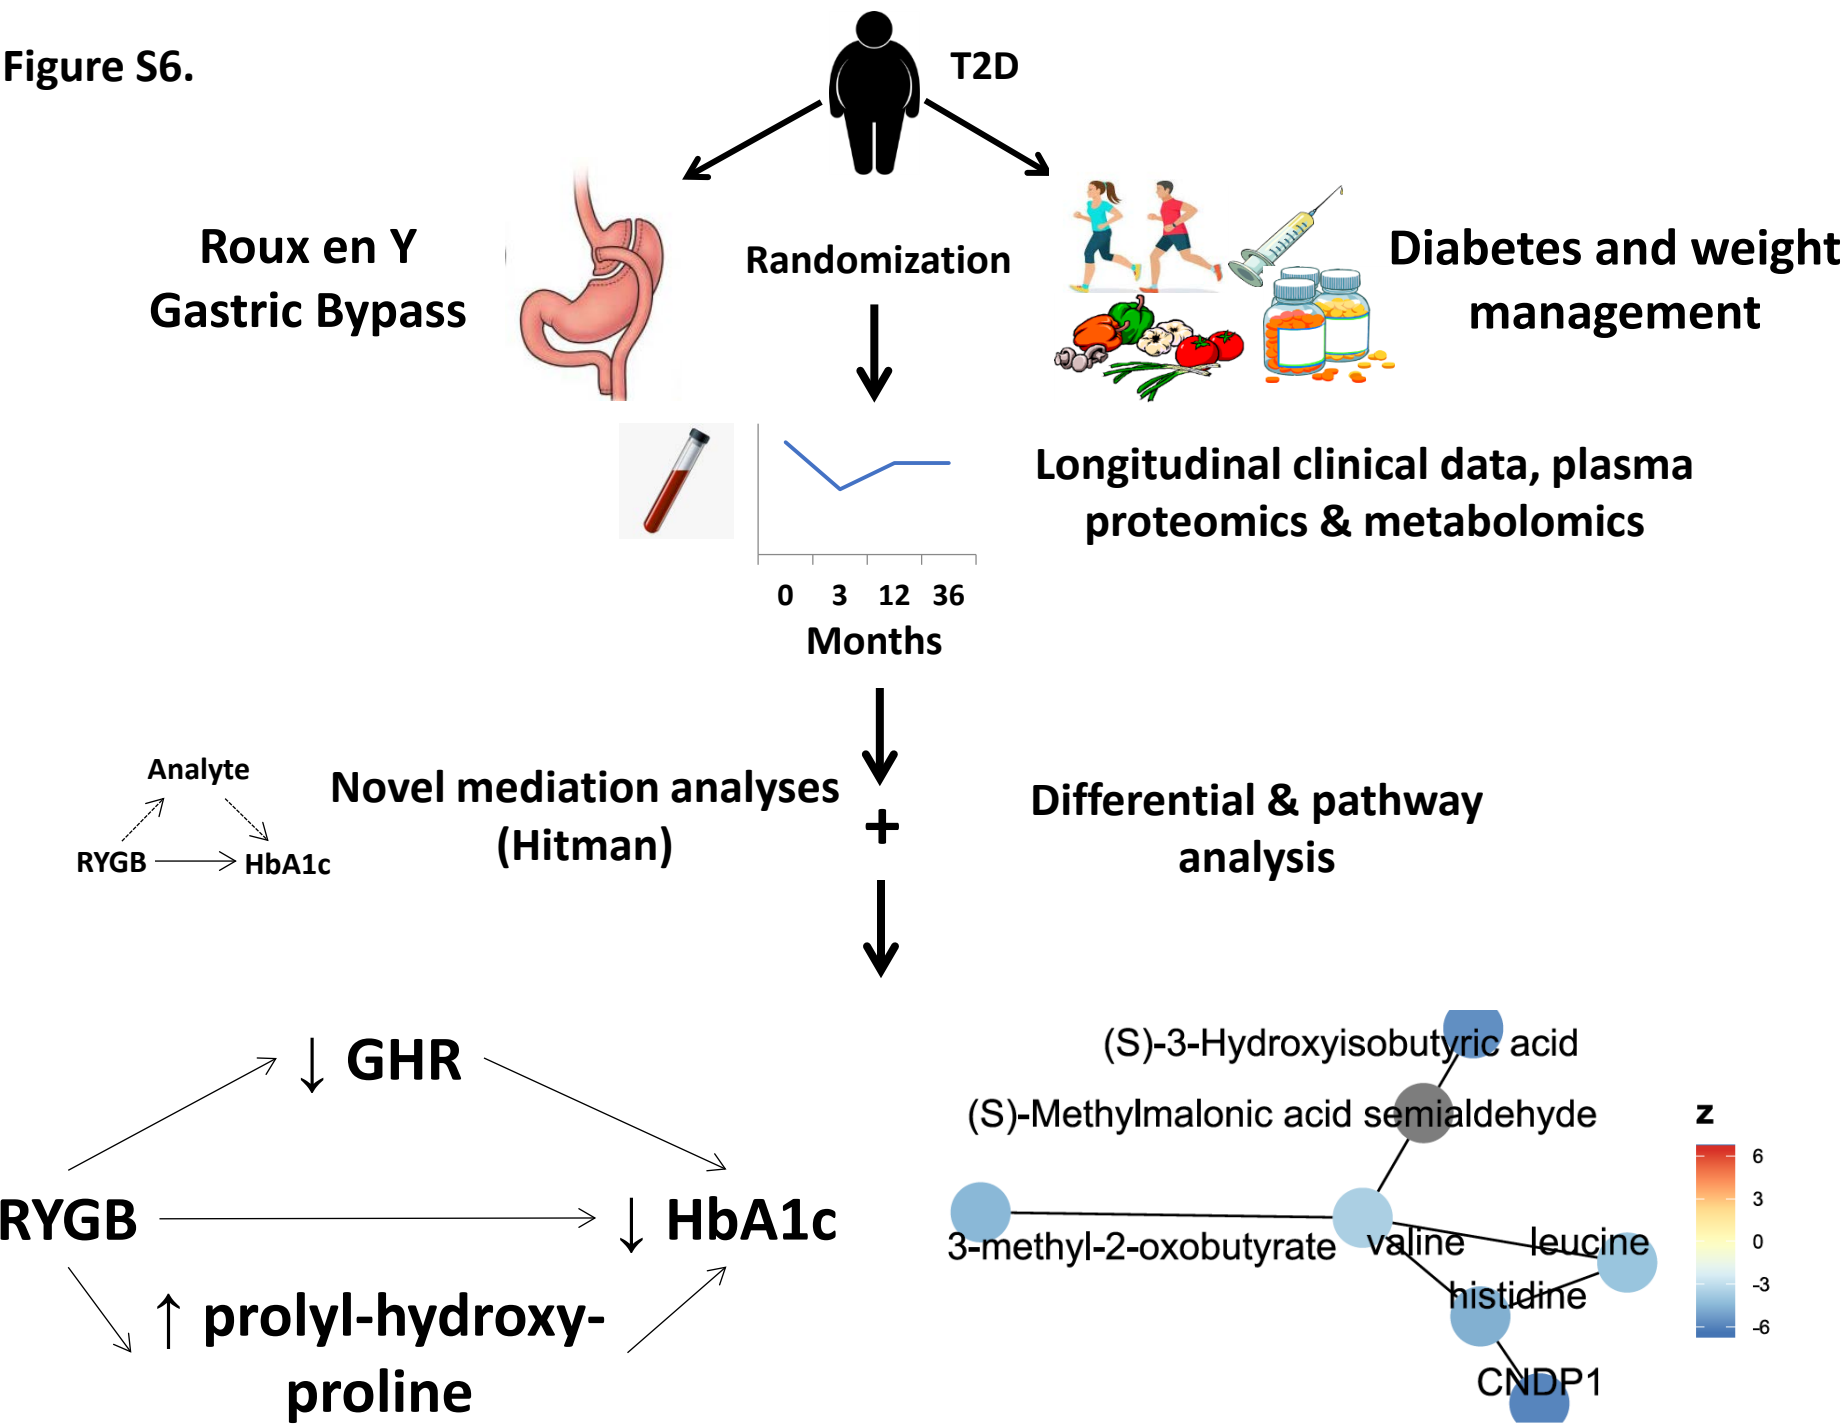 Figure S6.
T2D
Roux en Y
Gastric Bypass
Randomization
Diabetes and weight
management
Longitudinal clinical data, plasma
proteomics & metabolomics
0 3 12 36
Months
Analyte
RYGB
HbA1c
Novel mediation analyses
(Hitman)
+
Differential & pathway
analysis
↓ GHR
RYGB
↓ HbA1c
↑ prolyl-hydroxy-
proline
(S)-3-Hydroxyisobutyric acid
(S)-Methylmalonic acid semialdehyde
3-methyl-2-oxobutyrate
valine
leucine
histidine
CNDP1
z
6
3
0
-3
-6